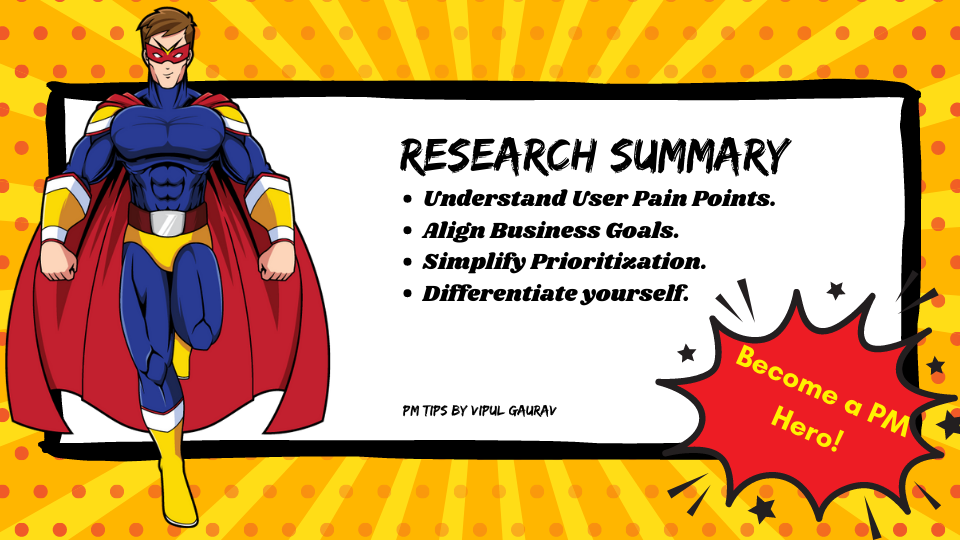 RESEARCH SUMMARY
• Understand User Pain Points.
• Align Business Goals.
• Simplify Prioritization.
• Differentiate yourself.
PM TIPS BY VIPUL GAURAV
Become a PM
Hero!